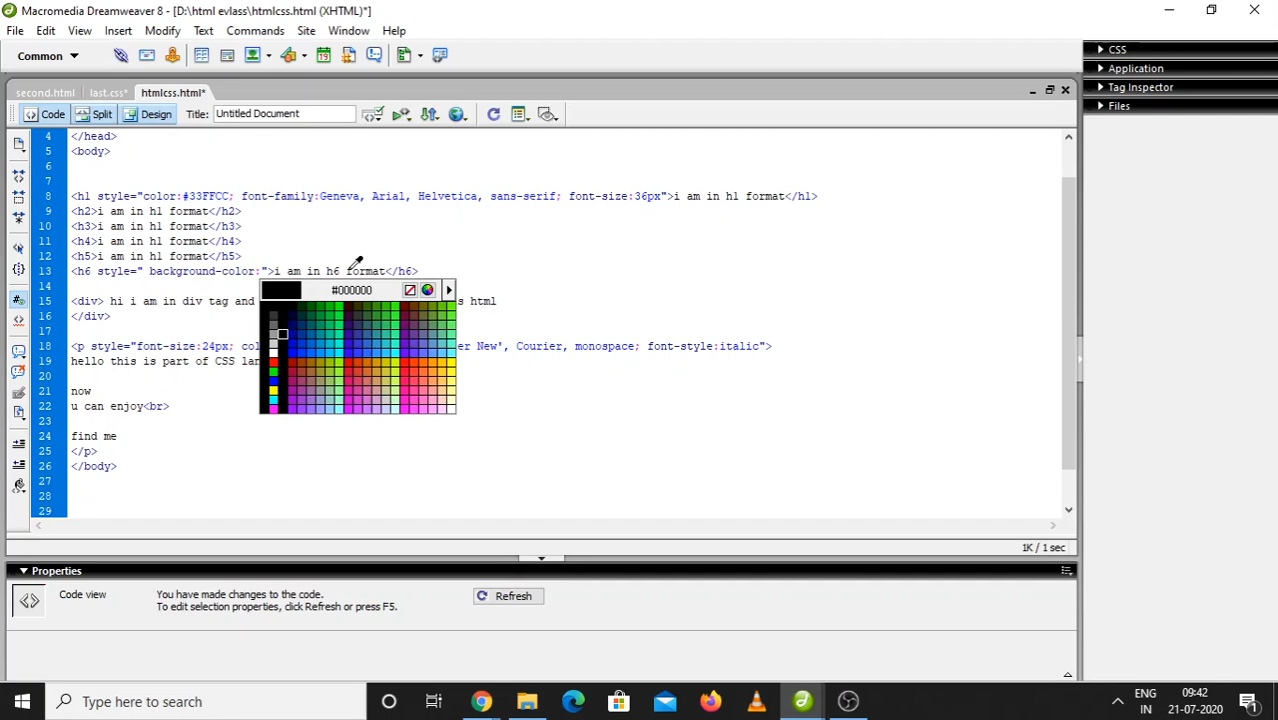 Macromedia Dreamweaver 8 - [D:\html evlass\htmlcss.html (XHTML)*]
File Edit View Insert Modify Text Commands Site Window Help
Common
CSS
Application
Tag Inspector
Files
second.html last.css* htmlcss.html*
Code Split Design Title: Untitled Document
4 </head>
5 <body>
6
7
8 <h1 style="color:#33FFCC; font-family:Geneva, Arial, Helvetica, sans-serif; font-size:36px">i am in h1 format</h1>
9 <h2>i am in h1 format</h2>
10 <h3>i am in h1 format</h3>
11 <h4>i am in h1 format</h4>
12 <h5>i am in h1 format</h5>
13 <h6 style=" background-color:">i am in h6 format</h6>
14 #000000
15 <div> hi i am in div tag and s html
16 </div>
17
18 <p style="font-size:24px; col er New', Courier, monospace; font-style:italic">
19 hello this is part of CSS lan
20
21 now
22 u can enjoy<br>
23
24 find me
25 </p>
26 </body>
27
28
29
1K / 1 sec
Properties
Code view You have made changes to the code.
To edit selection properties, click Refresh or press F5.
Refresh
Type here to search
ENG
IN
09:42
21-07-2020
1